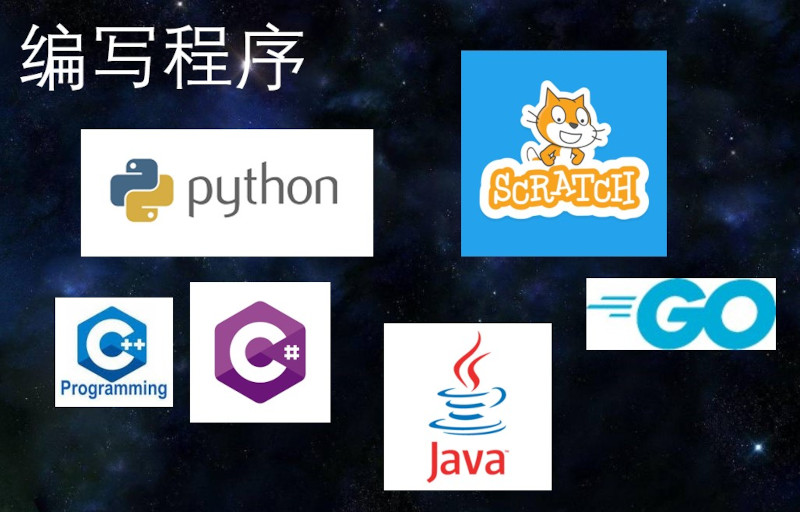 编写程序
python
SCRATCH
C++
Programming
C#
Java
GO